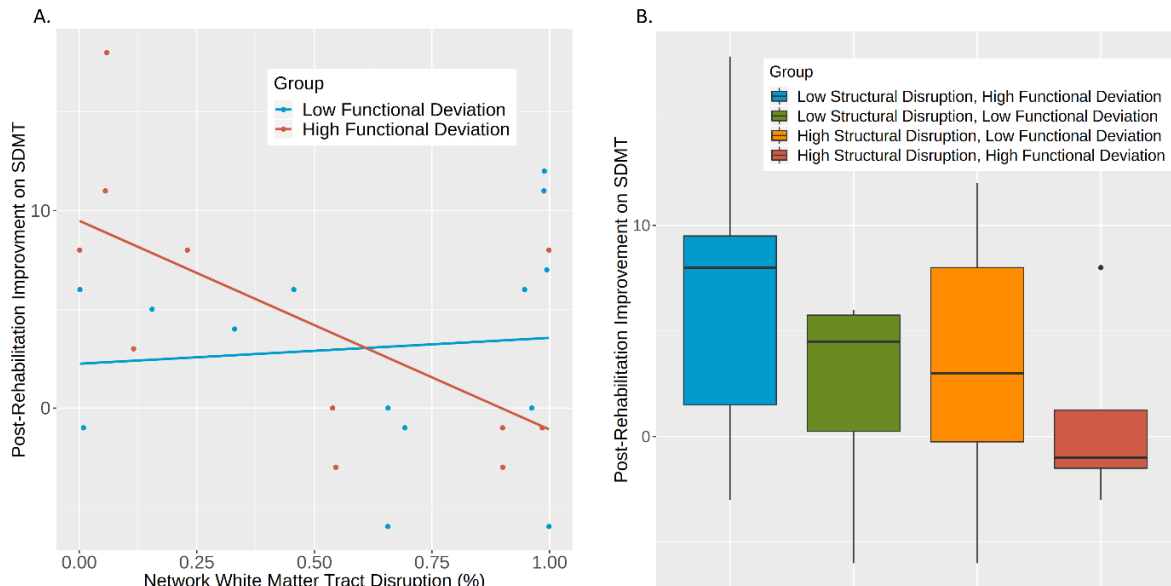 A.
Post-Rehabilitation Improvment on SDMT
10
0
Group
Low Functional Deviation
High Functional Deviation
0.00 0.25 0.50 0.75 1.00
Network White Matter Tract Disruption (%)
B.
Post-Rehabilitation Improvement on SDMT
10
0
Group
Low Structural Disruption, High Functional Deviation
Low Structural Disruption, Low Functional Deviation
High Structural Disruption, Low Functional Deviation
High Structural Disruption, High Functional Deviation